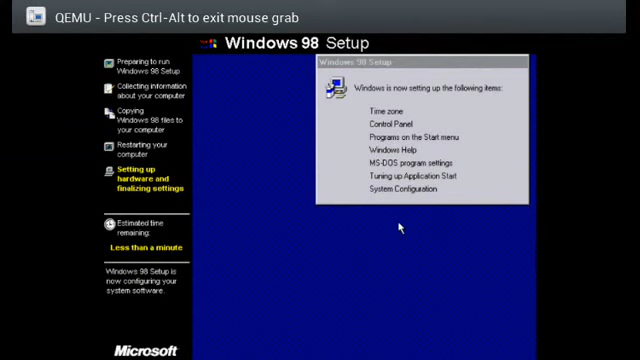 QEMU - Press Ctrl-Alt to exit mouse grab
Windows 98 Setup
Preparing to run
Windows 98 Setup
Collecting information
about your computer
Copying
Windows 98 files to
your computer
Restarting your
computer
Setting up
hardware and
finalizing settings
Estimated time
remaining:
Less than a minute
Windows 98 Setup is
now configuring your
system software.
Microsoft
Windows 98 Setup
Windows is now setting up the following items:
Time zone
Control Panel
Programs on the Start menu
Windows Help
MS-DOS program settings
Tuning up Application Start
System Configuration